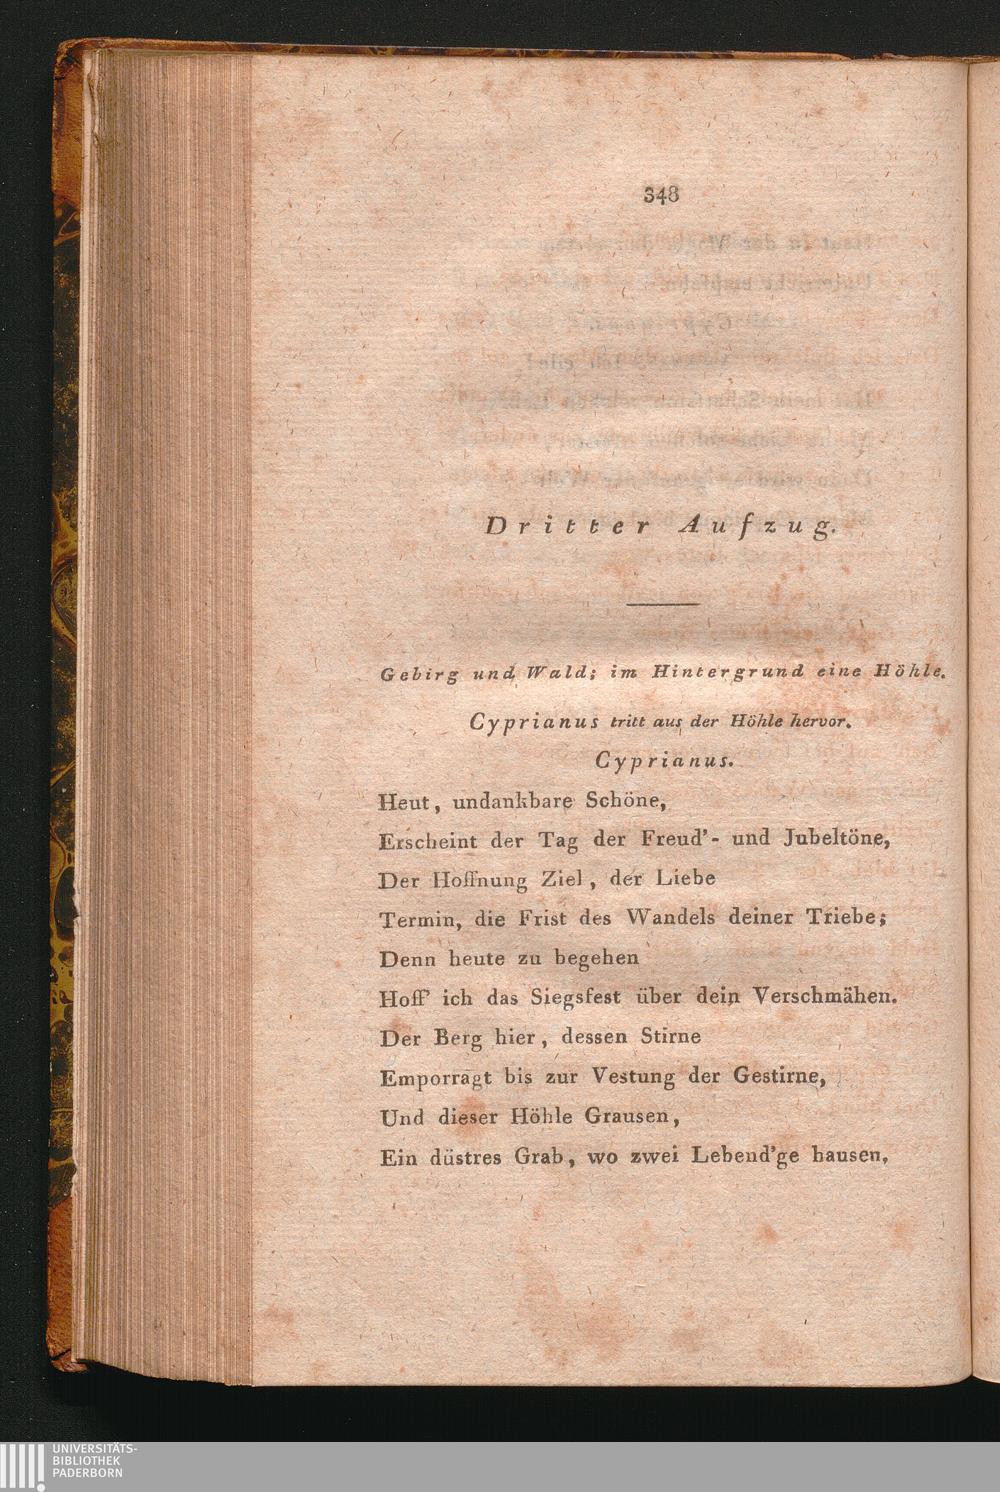 348
Dritter Aufzug.
Gebirg und Wald; im Hintergrund eine Höhle.
Cyprianus tritt aus der Höhle hervor.
Cyprianus.
Heut, undankbare Schöne,
Erscheint der Tag der Freud'- und Jubeltöne,
Der Hoffnung Ziel, der Liebe
Termin, die Frist des Wandels deiner Triebe;
Denn heute zu begehen
Hoff' ich das Siegsfest über dein Verschmähen.
Der Berg hier, dessen Stirne
Emporragt bis zur Vestung der Gestirne,
Und dieser Höhle Grausen,
Ein düstres Grab, wo zwei Lebend'ge hausen,
UNIVERSITÄTS-
BIBLIOTHEK
PADERBORN